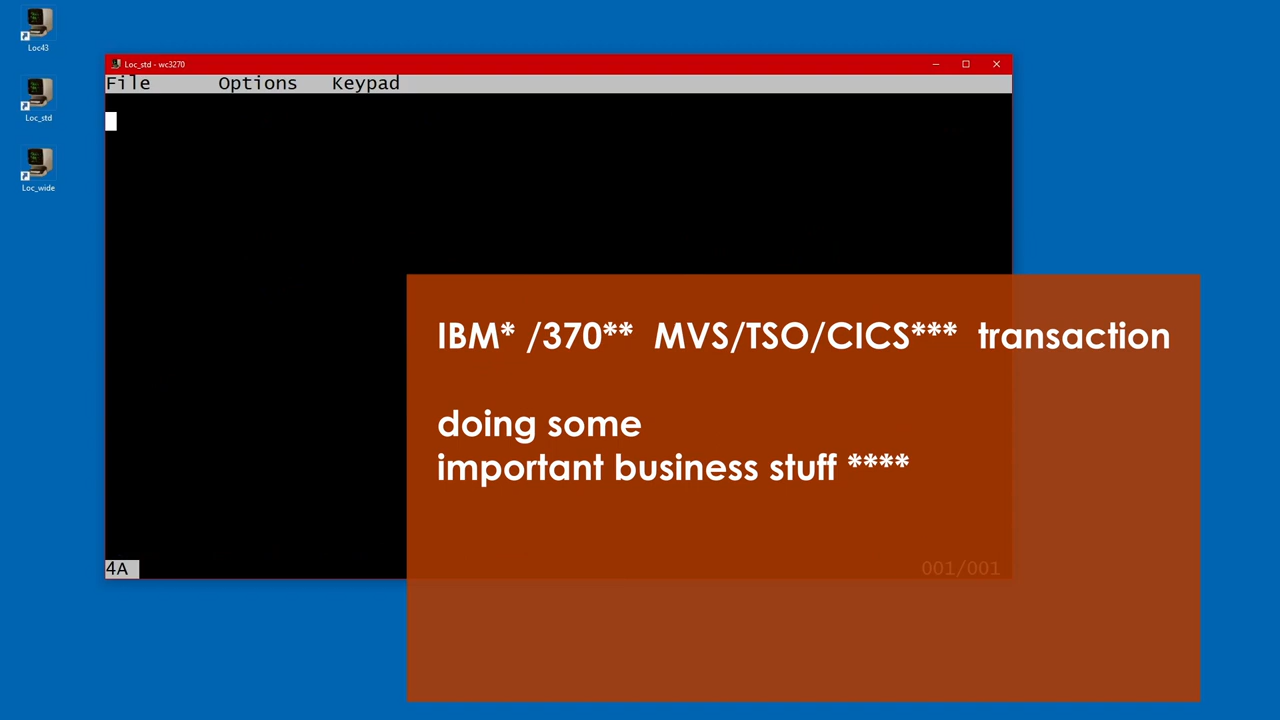 Loc43
Loc_std
Loc_wide
Loc_std - wc3270
File Options Keypad
IBM* /370** MVS/TSO/CICS*** transaction
doing some
important business stuff ****
4A 001/001